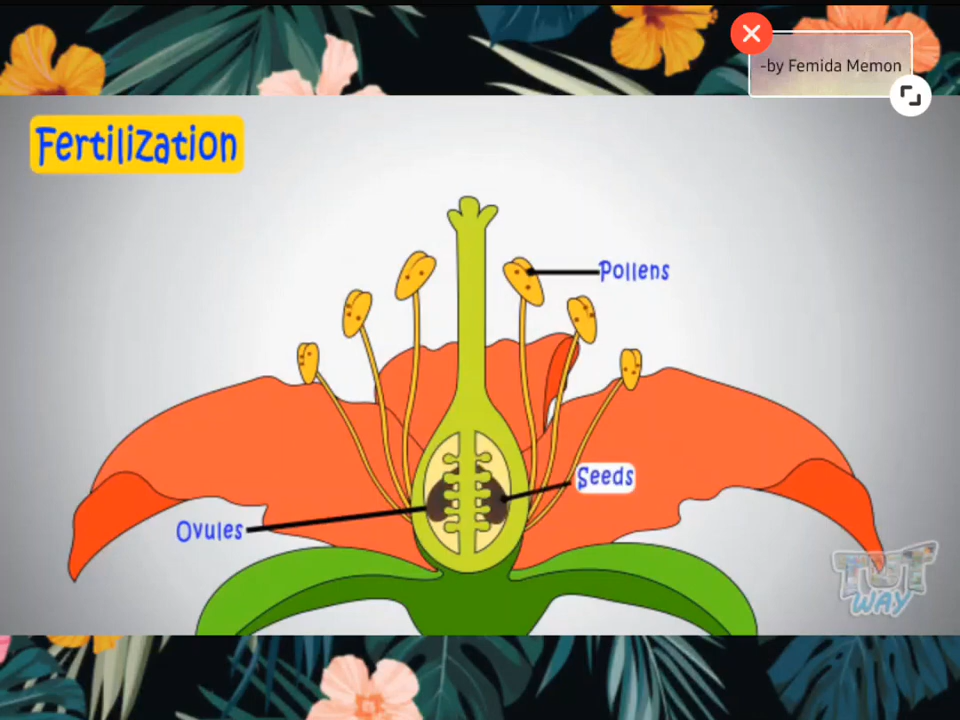 -by Femida Memon
Fertilization
Pollens
Seeds
Ovules
TUT
WAY